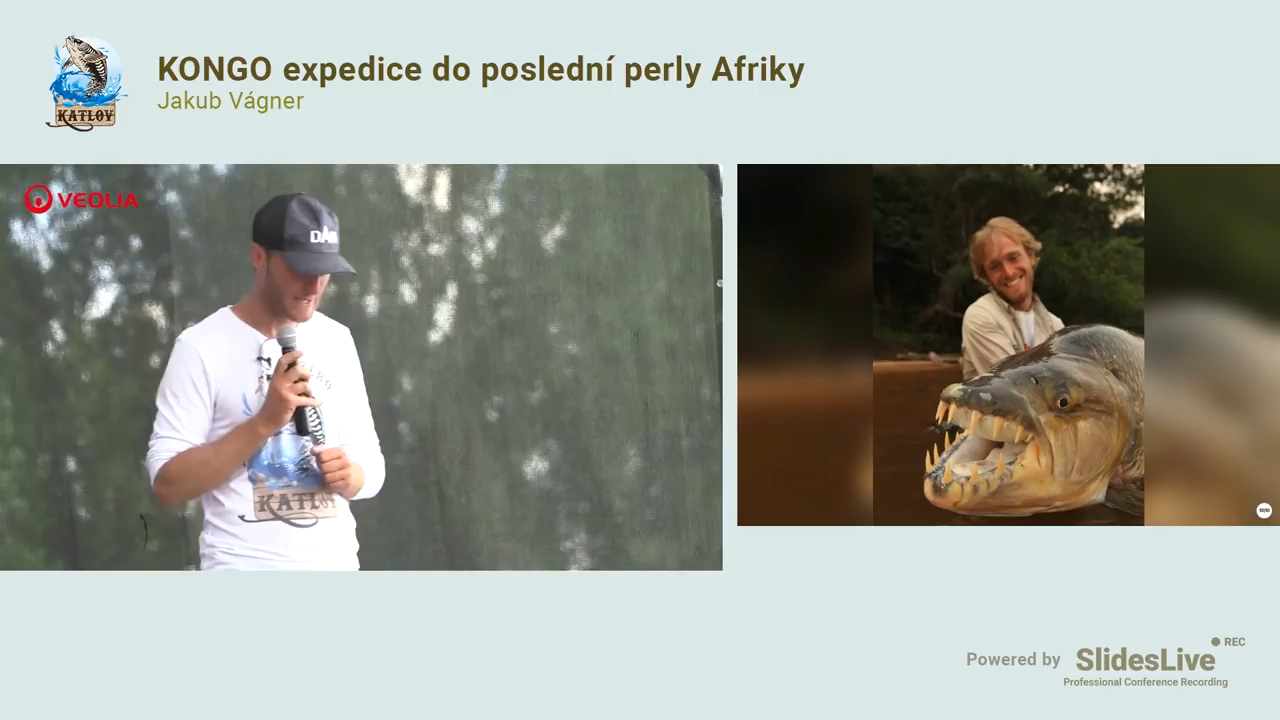 KATLOV
KONGO expedice do poslední perly Afriky
Jakub Vágner
VEOLIA
DAM
KATLOV
REC
Powered by SlidesLive
Professional Conference Recording